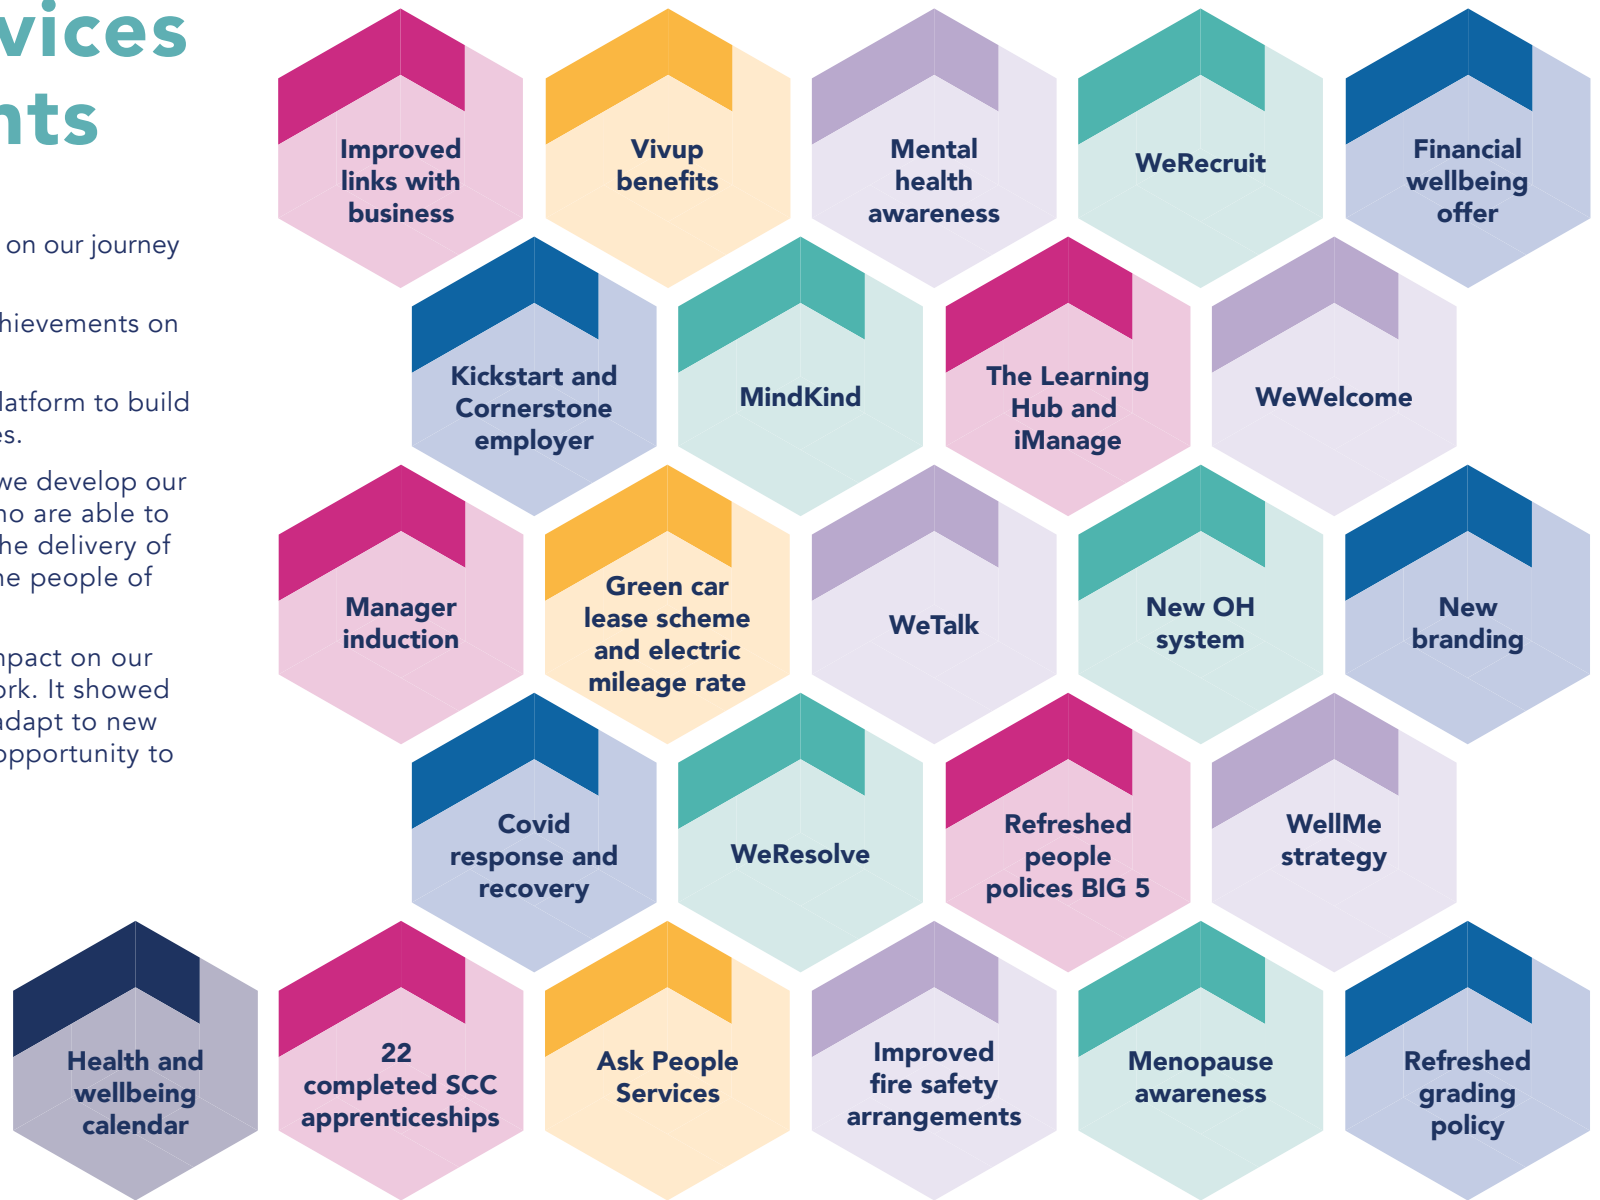 vices
nts
on our journey
hievements on
latform to build
es.
we develop our
ho are able to
he delivery of
he people of
mpact on our
ork. It showed
adapt to new
opportunity to
Improved
links with
business
Vivup
benefits
Mental
health
awareness
WeRecruit
Financial
wellbeing
offer
Kickstart and
Cornerstone
employer
MindKind
The Learning
Hub and
iManage
WeWelcome
Manager
induction
Green car
lease scheme
and electric
mileage rate
WeTalk
New OH
system
New
branding
Covid
response and
recovery
WeResolve
Refreshed
people
polices BIG 5
WellMe
strategy
Health and
wellbeing
calendar
22
completed SCC
apprenticeships
Ask People
Services
Improved
fire safety
arrangements
Menopause
awareness
Refreshed
grading
policy